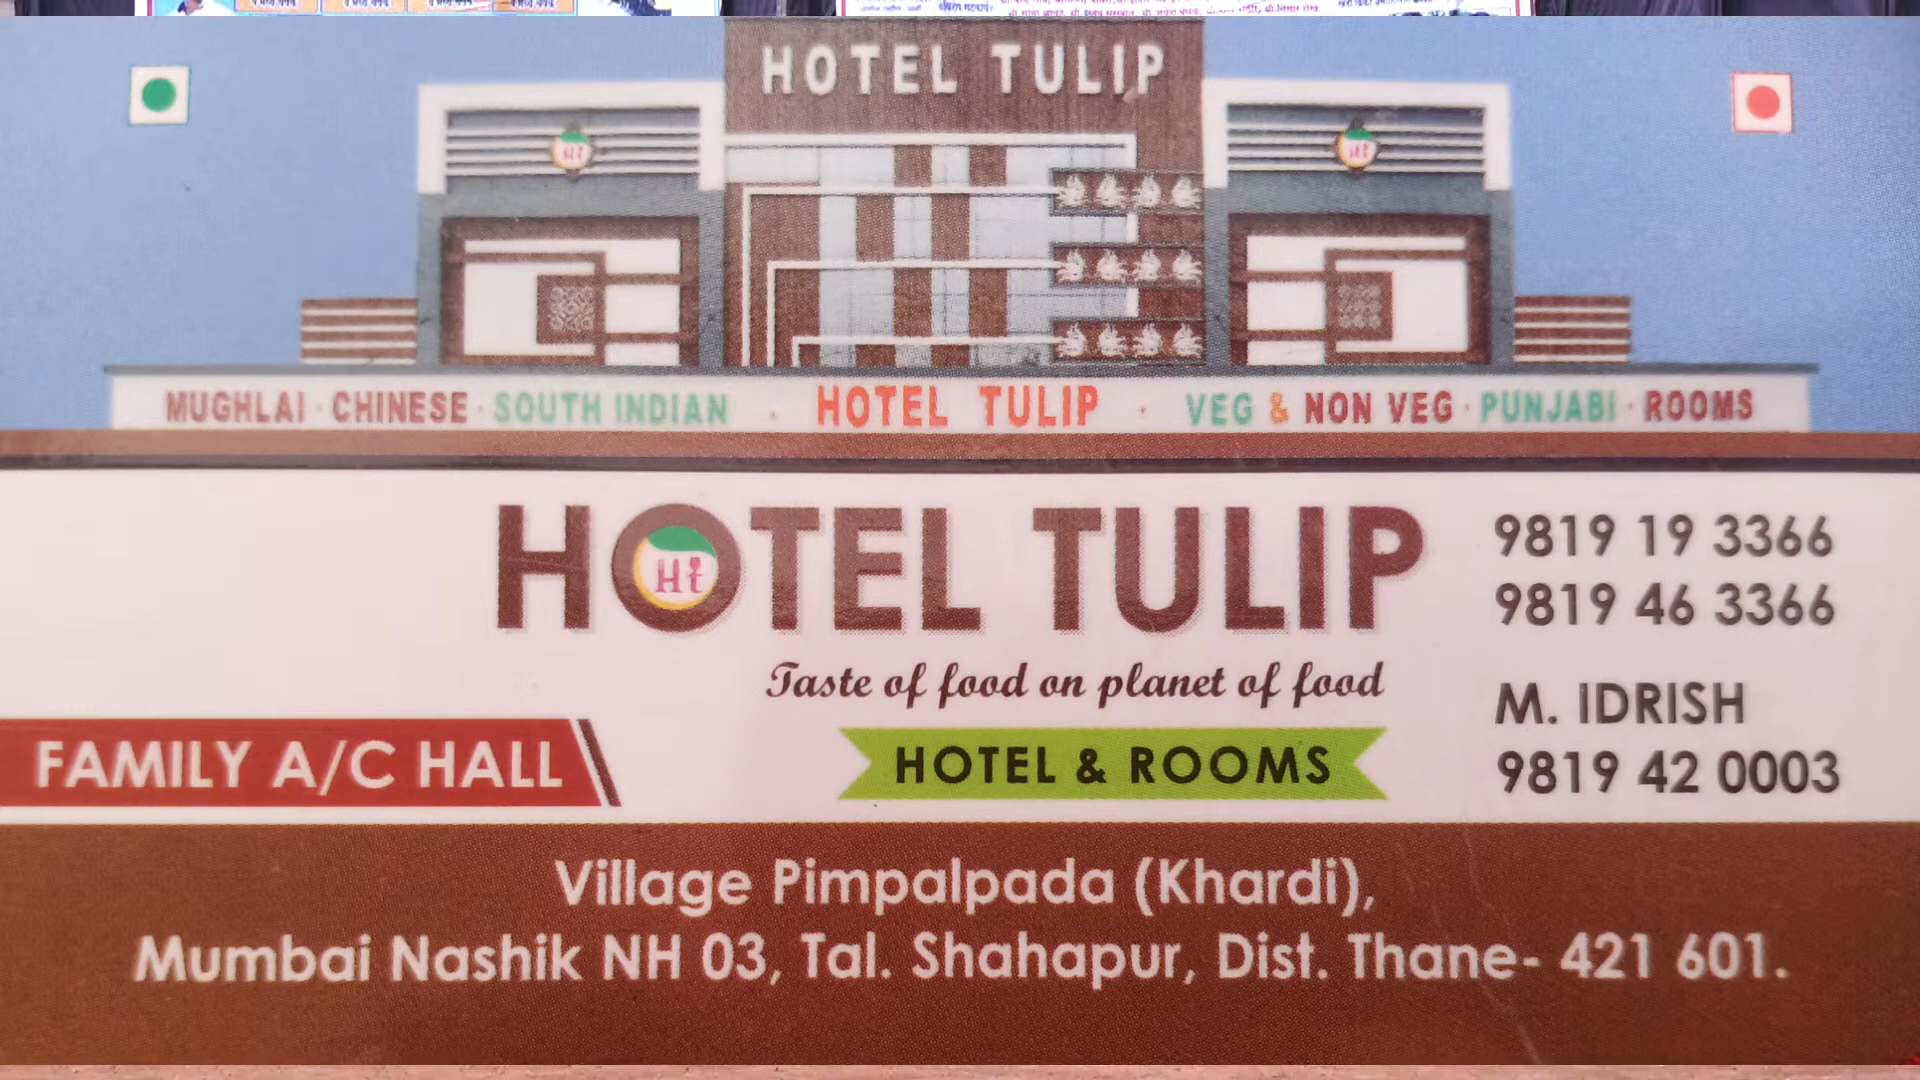 HOTEL TULIP
MUGHLAI · CHINESE · SOUTH INDIAN · HOTEL TULIP · VEG & NON VEG · PUNJABI · ROOMS
HOTEL TULIP
Ht
Taste of food on planet of food
FAMILY A/C HALL
HOTEL & ROOMS
9819 19 3366
9819 46 3366
M. IDRISH
9819 42 0003
Village Pimpalpada (Khardi),
Mumbai Nashik NH 03, Tal. Shahapur, Dist. Thane- 421 601.